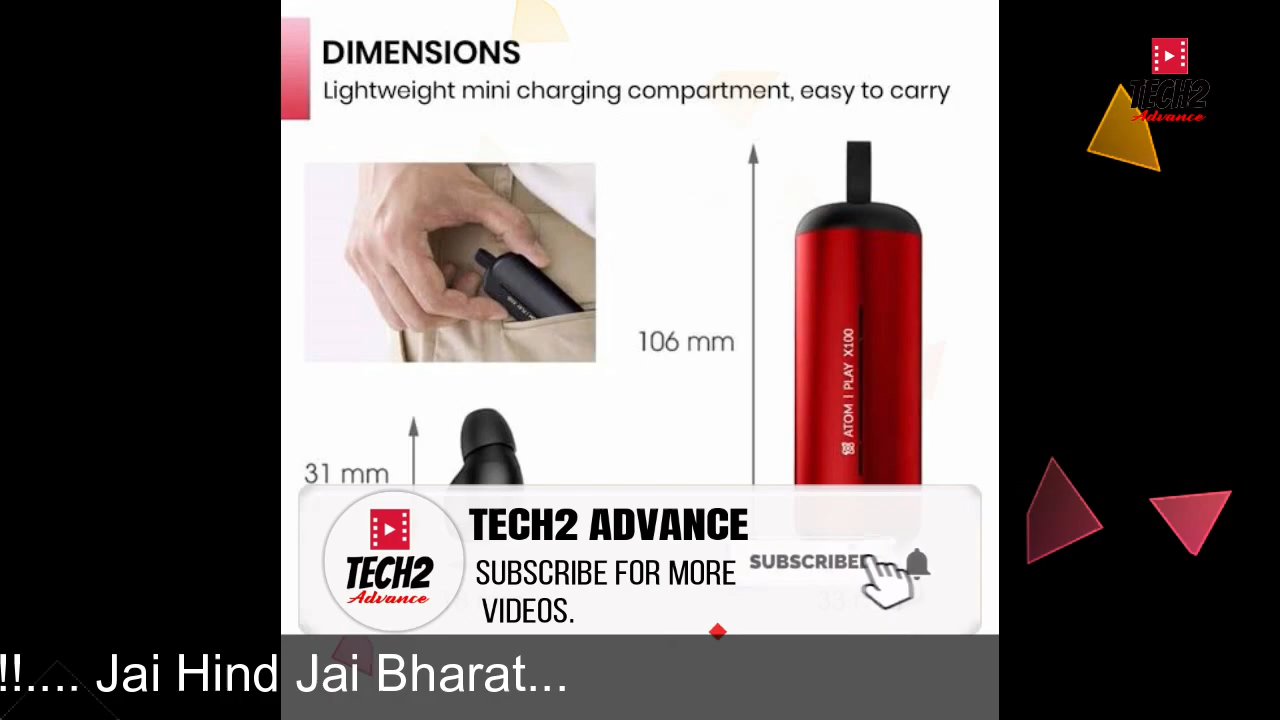 DIMENSIONS
Lightweight mini charging compartment, easy to carry
TECH2
Advance
106 mm
ATOM | PLAY X100
31 mm
TECH2 ADVANCE
SUBSCRIBE FOR MORE
VIDEOS.
SUBSCRIBED
TECH2
Advance
!!.... Jai Hind Jai Bharat...